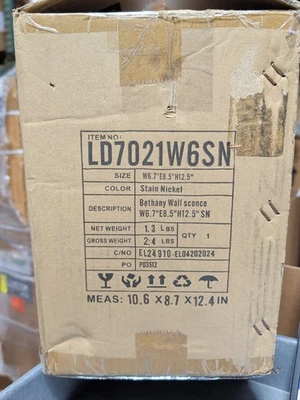 ITEM NO:
LD7021W6SN
SIZE W6.7"E8.5"H12.5"
COLOR Stain Nickel
DESCRIPTION Bethany Wall sconce
W6.7"E8.5"H12.5" SN
NET WEIGHT 1.3 LBS
GROSS WEIGHT 2.4 LBS
QTY 1
C/NO EL24910-EL04202024
PO PO3512
MEAS: 10.6 X 8.7 X 12.4 IN